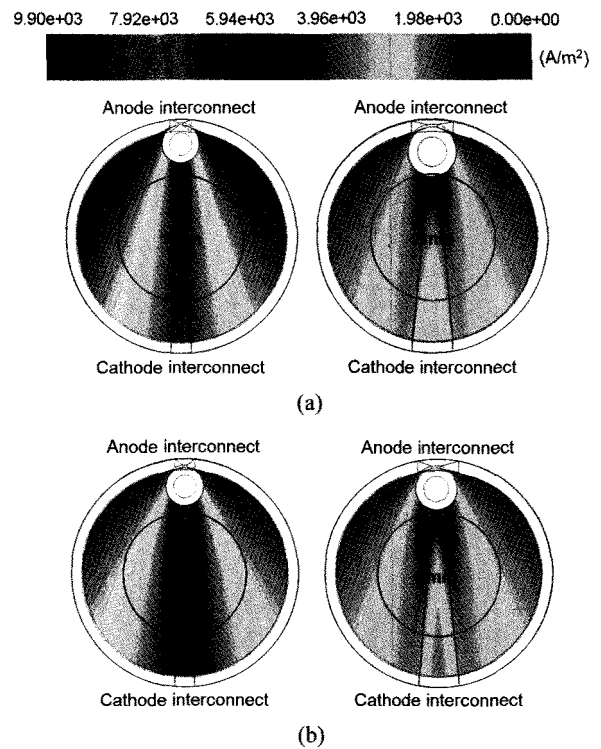 9.90e+03 7.92e+03 5.94e+03 3.96e+03 1.98e+03 0.00e+00
(A/m²)
Anode interconnect Anode interconnect
Cathode interconnect Cathode interconnect
(a)
Anode interconnect Anode interconnect
Cathode interconnect Cathode interconnect
(b)